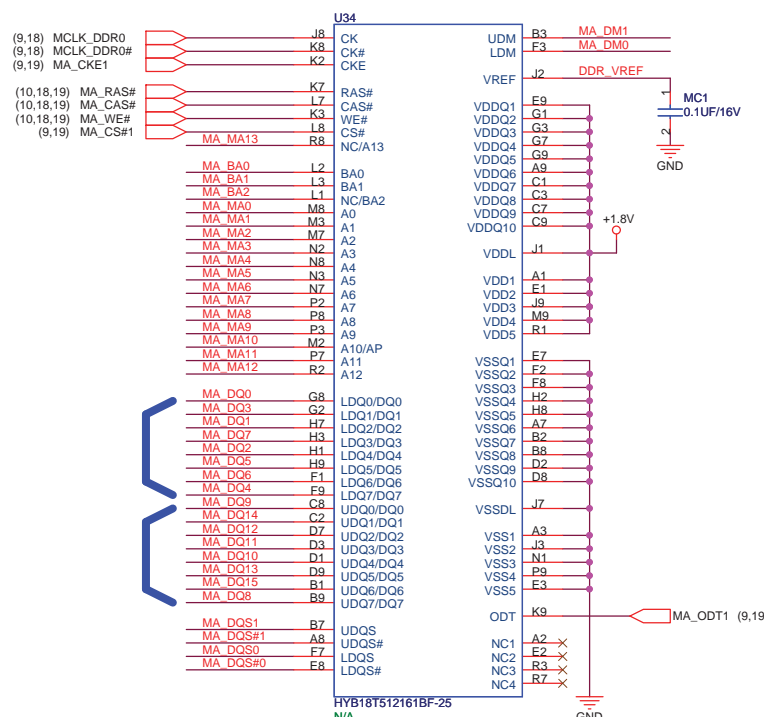 U34
(9,18) MCLK_DDR0 J8 CK UDM B3 MA_DM1
(9,18) MCLK_DDR0# K8 CK# LDM F3 MA_DM0
(9,19) MA_CKE1 K2 CKE
VREF J2 DDR_VREF
(10,18,19) MA_RAS# K7 RAS#
(10,18,19) MA_CAS# L7 CAS#
(10,18,19) MA_WE# K3 WE#
(9,19) MA_CS#1 L8 CS#
MA_MA13 R8 NC/A13
1 MC1
0.1UF/16V
2
GND
VDDQ1 E9
VDDQ2 G1
VDDQ3 G3
VDDQ4 G7
VDDQ5 G9
VDDQ6 A9
VDDQ7 C1
VDDQ8 C3
VDDQ9 C7
VDDQ10 C9
+1.8V
VDDL J1
VDD1 A1
VDD2 E1
VDD3 J9
VDD4 M9
VDD5 R1
MA_BA0 L2 BA0
MA_BA1 L3 BA1
MA_BA2 L1 NC/BA2
MA_MA0 M8 A0
MA_MA1 M3 A1
MA_MA2 M7 A2
MA_MA3 N2 A3
MA_MA4 N8 A4
MA_MA5 N3 A5
MA_MA6 N7 A6
MA_MA7 P2 A7
MA_MA8 P8 A8
MA_MA9 P3 A9
MA_MA10 M2 A10/AP
MA_MA11 P7 A11
MA_MA12 R2 A12
VSSQ1 E7
VSSQ2 F2
VSSQ3 F8
VSSQ4 H2
VSSQ5 H8
VSSQ6 A7
VSSQ7 B2
VSSQ8 B8
VSSQ9 D2
VSSQ10 D8
VSSDL J7
VSS1 A3
VSS2 J3
VSS3 N1
VSS4 P9
VSS5 E3
MA_DQ0 G8 LDQ0/DQ0
MA_DQ3 G2 LDQ1/DQ1
MA_DQ1 H7 LDQ2/DQ2
MA_DQ7 H3 LDQ3/DQ3
MA_DQ2 H1 LDQ4/DQ4
MA_DQ5 H9 LDQ5/DQ5
MA_DQ6 F1 LDQ6/DQ6
MA_DQ4 F9 LDQ7/DQ7
MA_DQ9 C8 UDQ0/DQ0
MA_DQ14 C2 UDQ1/DQ1
MA_DQ12 D7 UDQ2/DQ2
MA_DQ11 D3 UDQ3/DQ3
MA_DQ10 D1 UDQ4/DQ4
MA_DQ13 D9 UDQ5/DQ5
MA_DQ15 B1 UDQ6/DQ6
MA_DQ8 B9 UDQ7/DQ7
ODT K9 MA_ODT1 (9,19
MA_DQS1 B7 UDQS
MA_DQS#1 A8 UDQS#
MA_DQS0 F7 LDQS
MA_DQS#0 E8 LDQS#
NC1 A2
NC2 E2
NC3 R3
NC4 R7
HYB18T512161BF-25
N/A
GND